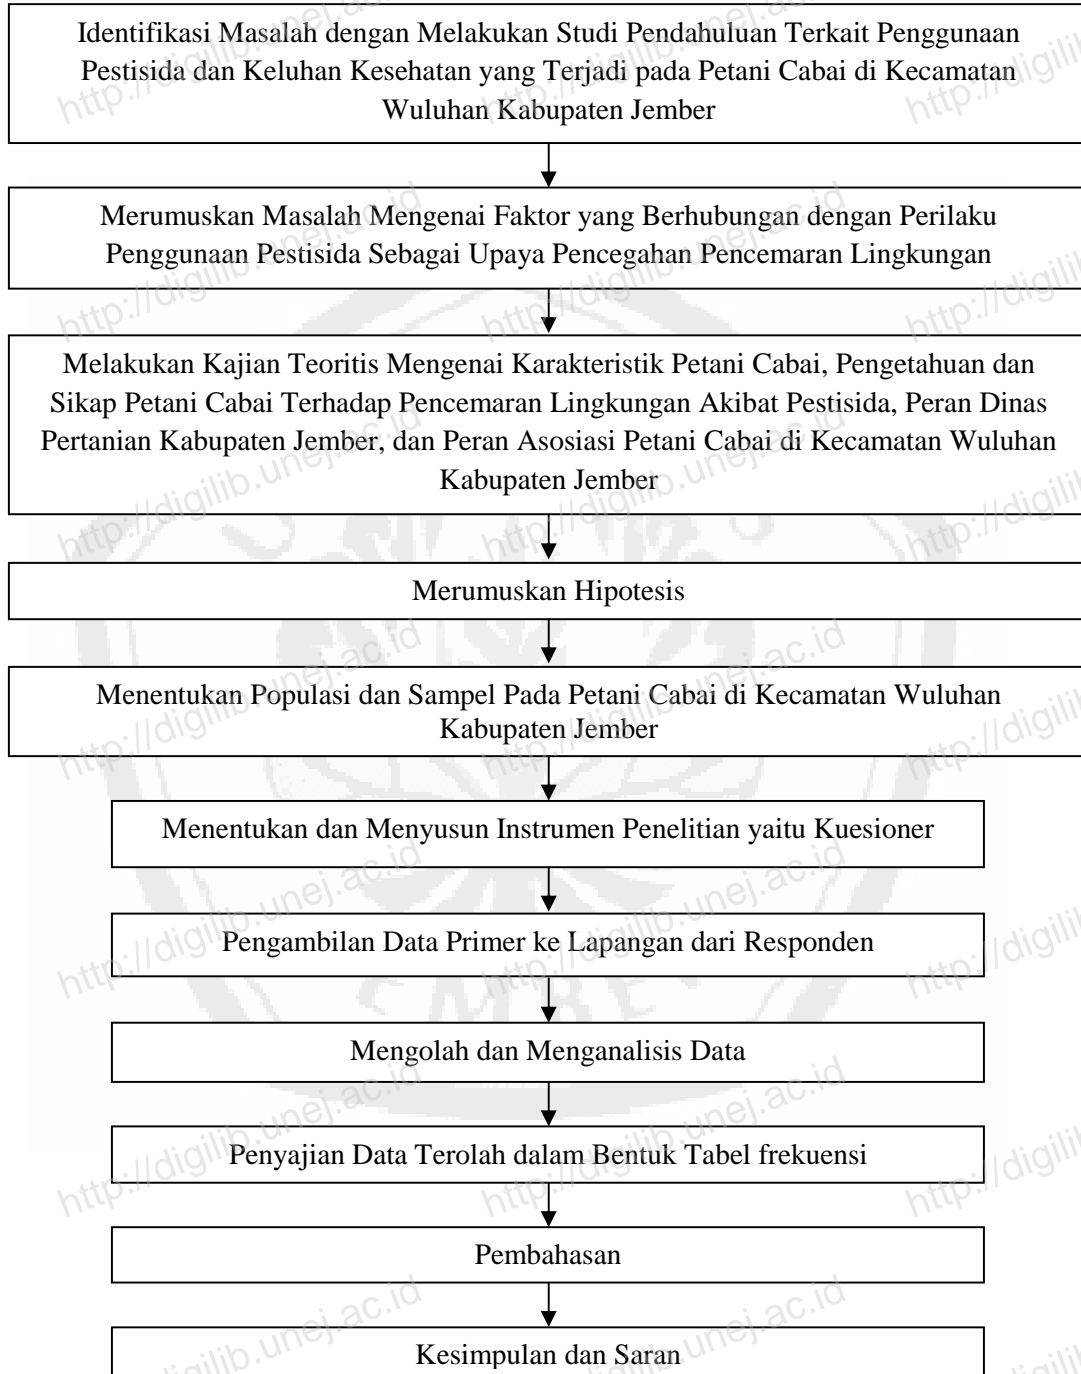 Identifikasi Masalah dengan Melakukan Studi Pendahuluan Terkait Penggunaan
Pestisida dan Keluhan Kesehatan yang Terjadi pada Petani Cabai di Kecamatan
Wuluhan Kabupaten Jember
Merumuskan Masalah Mengenai Faktor yang Berhubungan dengan Perilaku
Penggunaan Pestisida Sebagai Upaya Pencegahan Pencemaran Lingkungan
Melakukan Kajian Teoritis Mengenai Karakteristik Petani Cabai, Pengetahuan dan
Sikap Petani Cabai Terhadap Pencemaran Lingkungan Akibat Pestisida, Peran Dinas
Pertanian Kabupaten Jember, dan Peran Asosiasi Petani Cabai di Kecamatan Wuluhan
Kabupaten Jember
Merumuskan Hipotesis
Menentukan Populasi dan Sampel Pada Petani Cabai di Kecamatan Wuluhan
Kabupaten Jember
Menentukan dan Menyusun Instrumen Penelitian yaitu Kuesioner
Pengambilan Data Primer ke Lapangan dari Responden
Mengolah dan Menganalisis Data
Penyajian Data Terolah dalam Bentuk Tabel frekuensi
Pembahasan
Kesimpulan dan Saran
http://digilib.unej.ac.id